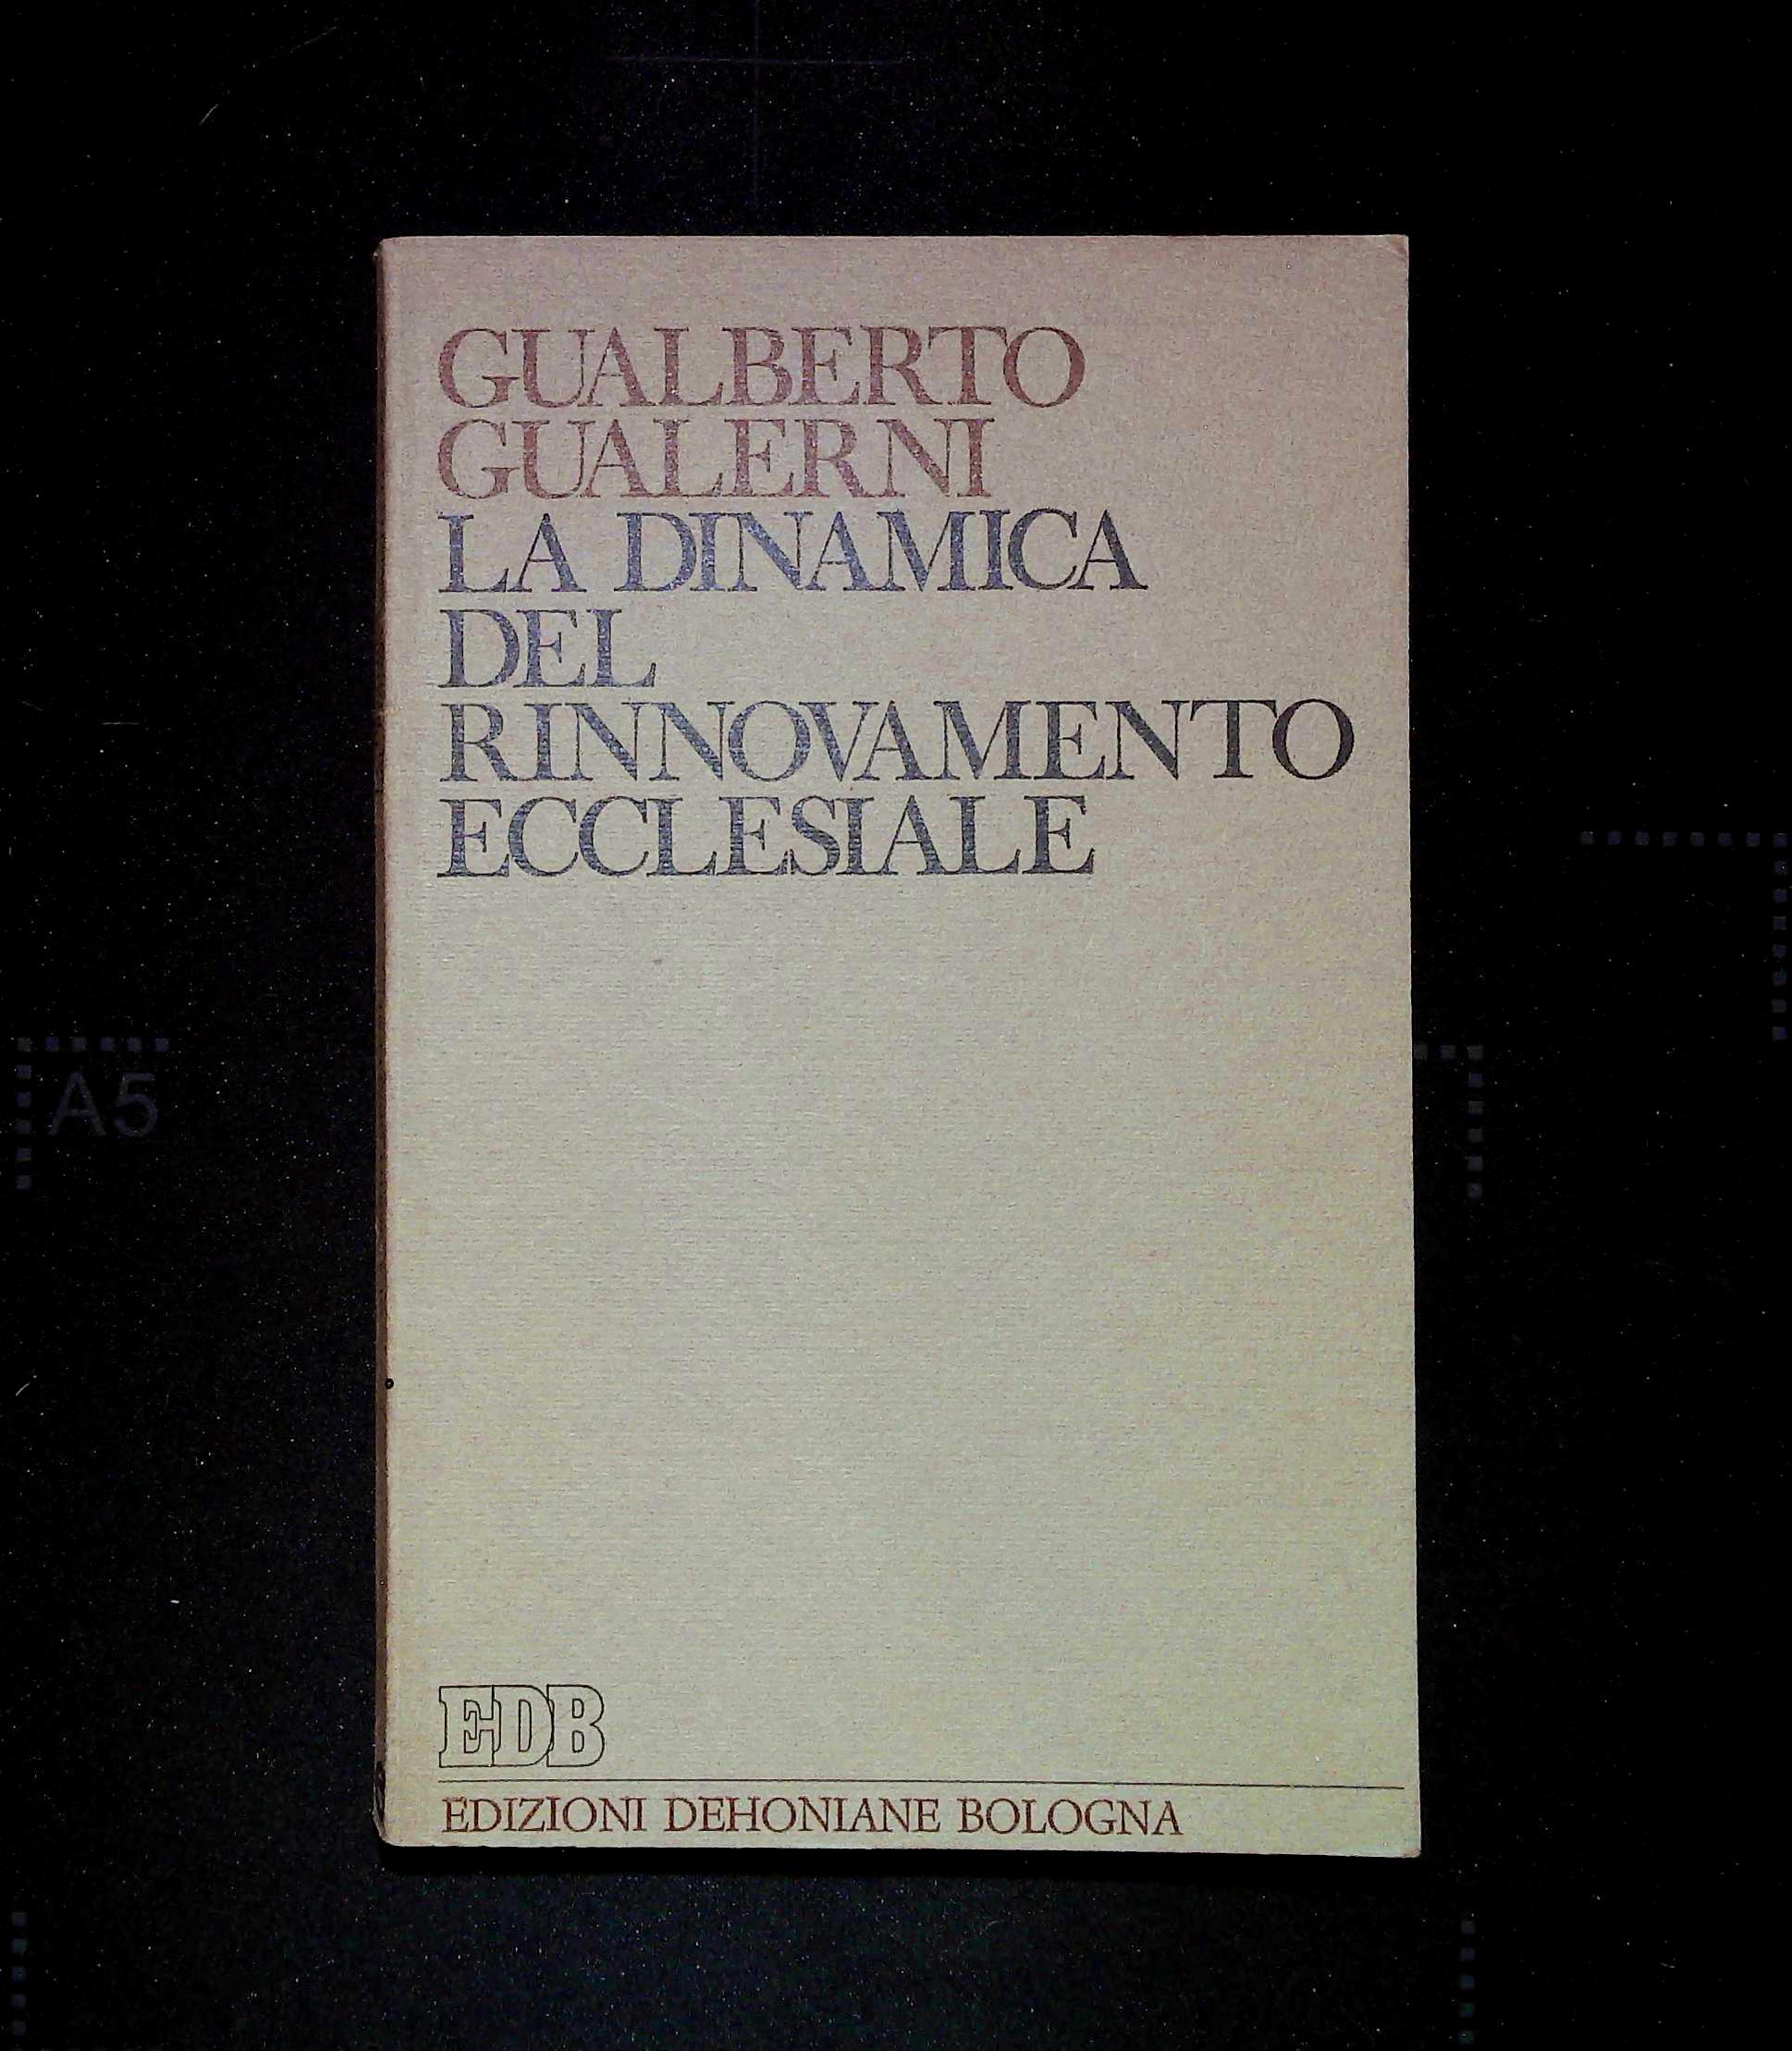 GUALBERTO
GUALERNI
LA DINAMICA
DEL
RINNOVAMENTO
ECCLESIALE
A5
EDB
EDIZIONI DEHONIANE BOLOGNA